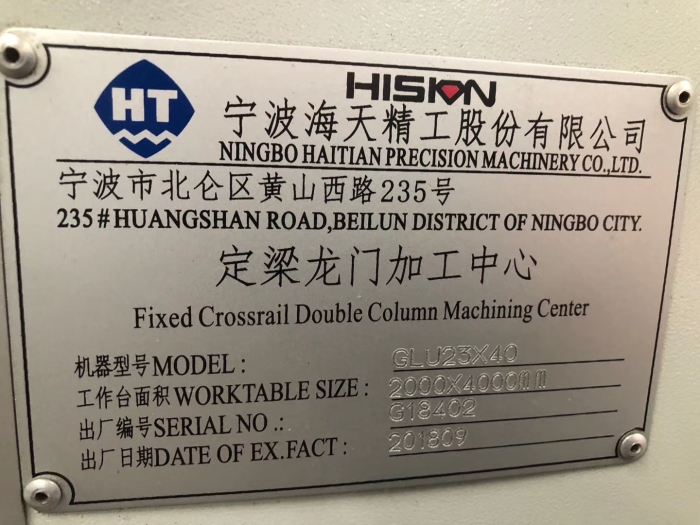 HT
HISION
宁波海天精工股份有限公司
NINGBO HAITIAN PRECISION MACHINERY CO.,LTD.
宁波市北仑区黄山西路235号
235#HUANGSHAN ROAD,BEILUN DISTRICT OF NINGBO CITY.
定梁龙门加工中心
Fixed Crossrail Double Column Machining Center
机器型号MODEL: GLU23X40
工作台面积WORKTABLE SIZE: 2000X4000mm
出厂编号SERIAL NO.: G18402
出厂日期DATE OF EX.FACT: 201809